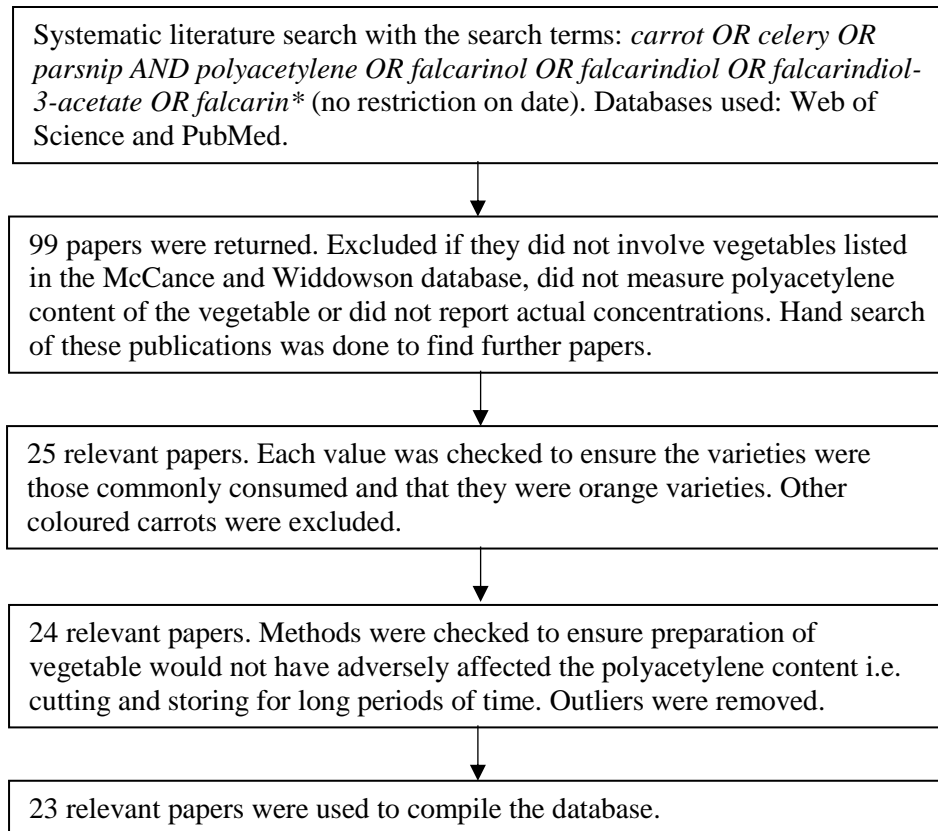 Systematic literature search with the search terms: carrot OR celery OR
parsnip AND polyacetylene OR falcarinol OR falcarindiol OR falcarindiol-
3-acetate OR falcarin* (no restriction on date). Databases used: Web of
Science and PubMed.
99 papers were returned. Excluded if they did not involve vegetables listed
in the McCance and Widdowson database, did not measure polyacetylene
content of the vegetable or did not report actual concentrations. Hand search
of these publications was done to find further papers.
25 relevant papers. Each value was checked to ensure the varieties were
those commonly consumed and that they were orange varieties. Other
coloured carrots were excluded.
24 relevant papers. Methods were checked to ensure preparation of
vegetable would not have adversely affected the polyacetylene content i.e.
cutting and storing for long periods of time. Outliers were removed.
23 relevant papers were used to compile the database.